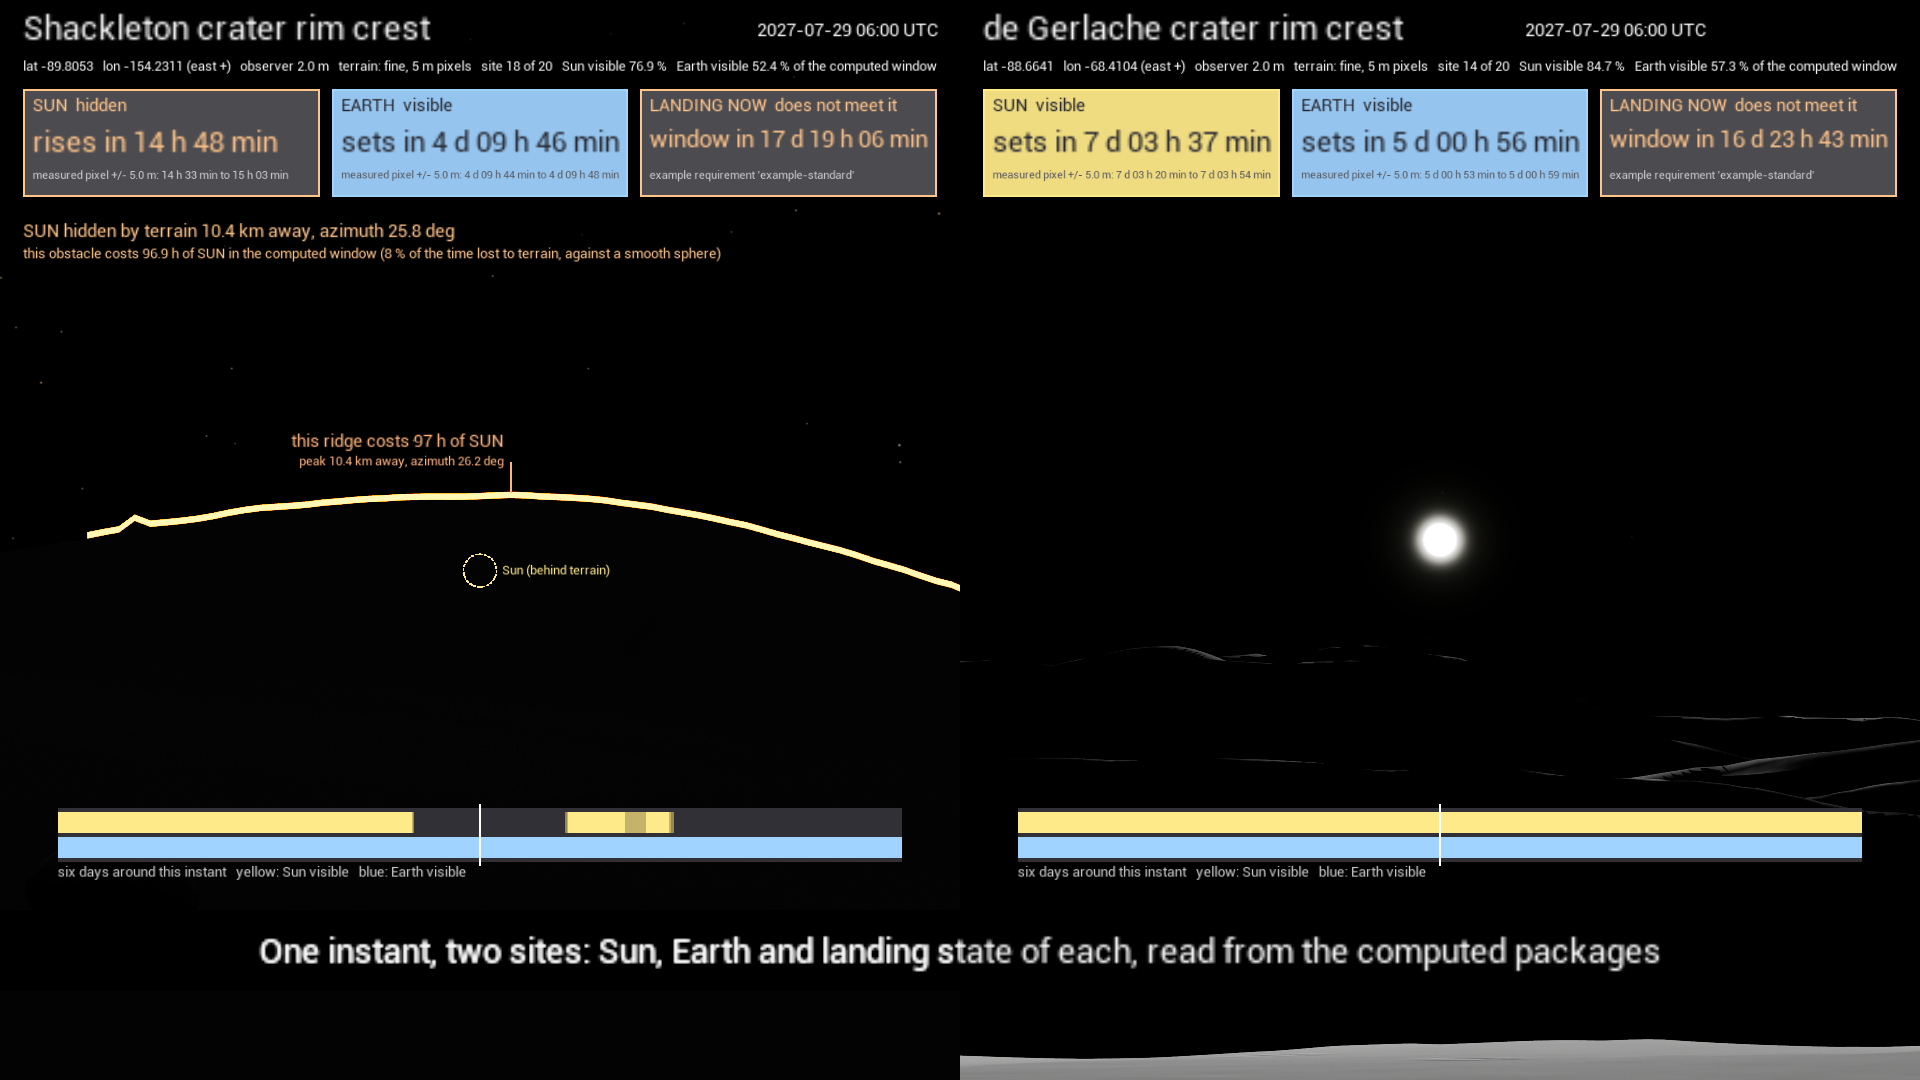 Shackleton crater rim crest
2027-07-29 06:00 UTC
lat -89.8053 lon -154.2311 (east +) observer 2.0 m terrain: fine, 5 m pixels site 18 of 20 Sun visible 76.9 % Earth visible 52.4 % of the computed window
SUN hidden
rises in 14 h 48 min
measured pixel +/- 5.0 m: 14 h 33 min to 15 h 03 min
EARTH visible
sets in 4 d 09 h 46 min
measured pixel +/- 5.0 m: 4 d 09 h 44 min to 4 d 09 h 48 min
LANDING NOW does not meet it
window in 17 d 19 h 06 min
example requirement 'example-standard'
SUN hidden by terrain 10.4 km away, azimuth 25.8 deg
this obstacle costs 96.9 h of SUN in the computed window (8 % of the time lost to terrain, against a smooth sphere)
this ridge costs 97 h of SUN
peak 10.4 km away, azimuth 26.2 deg
Sun (behind terrain)
six days around this instant yellow: Sun visible blue: Earth visible
de Gerlache crater rim crest
2027-07-29 06:00 UTC
lat -88.6641 lon -68.4104 (east +) observer 2.0 m terrain: fine, 5 m pixels site 14 of 20 Sun visible 84.7 % Earth visible 57.3 % of the computed window
SUN visible
sets in 7 d 03 h 37 min
measured pixel +/- 5.0 m: 7 d 03 h 20 min to 7 d 03 h 54 min
EARTH visible
sets in 5 d 00 h 56 min
measured pixel +/- 5.0 m: 5 d 00 h 53 min to 5 d 00 h 59 min
LANDING NOW does not meet it
window in 16 d 23 h 43 min
example requirement 'example-standard'
six days around this instant yellow: Sun visible blue: Earth visible
One instant, two sites: Sun, Earth and landing state of each, read from the computed packages